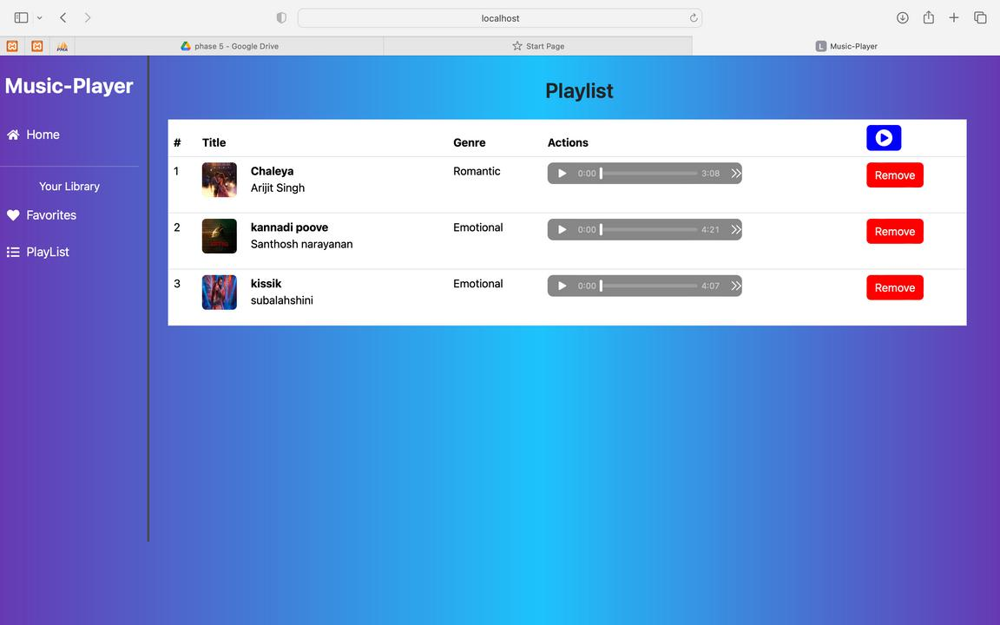 localhost
PMA
phase 5 - Google Drive
Start Page
L Music-Player
Music-Player
Home
Your Library
Favorites
PlayList
Playlist
# Title Genre Actions
1 Chaleya Romantic 0:00 3:08 Remove
Arijit Singh
2 kannadi poove Emotional 0:00 4:21 Remove
Santhosh narayanan
3 kissik Emotional 0:00 4:07 Remove
subalahshini